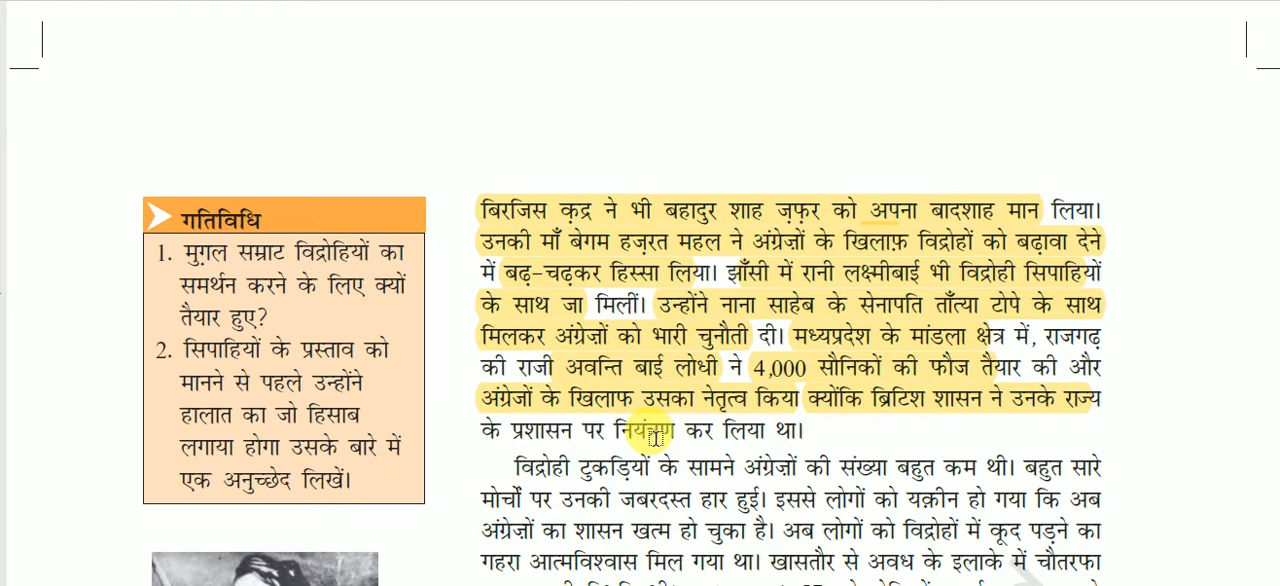 गतिविधि
1. मुग़ल सम्राट विद्रोहियों का
समर्थन करने के लिए क्यों
तैयार हुए?
2. सिपाहियों के प्रस्ताव को
मानने से पहले उन्होंने
हालात का जो हिसाब
लगाया होगा उसके बारे में
एक अनुच्छेद लिखें।
बिरजिस क़द्र ने भी बहादुर शाह ज़फ़र को अपना बादशाह मान लिया।
उनकी माँ बेगम हज़रत महल ने अंग्रेज़ों के खिलाफ़ विद्रोहों को बढ़ावा देने
में बढ़-चढ़कर हिस्सा लिया। झाँसी में रानी लक्ष्मीबाई भी विद्रोही सिपाहियों
के साथ जा मिलीं। उन्होंने नाना साहेब के सेनापति ताँत्या टोपे के साथ
मिलकर अंग्रेज़ों को भारी चुनौती दी। मध्यप्रदेश के मांडला क्षेत्र में, राजगढ़
की राजी अवन्ति बाई लोधी ने 4,000 सौनिकों की फौज तैयार की और
अंग्रेज़ों के खिलाफ उसका नेतृत्व किया क्योंकि ब्रिटिश शासन ने उनके राज्य
के प्रशासन पर नियंत्रण कर लिया था।
विद्रोही टुकड़ियों के सामने अंग्रेज़ों की संख्या बहुत कम थी। बहुत सारे
मोर्चों पर उनकी जबरदस्त हार हुई। इससे लोगों को यक़ीन हो गया कि अब
अंग्रेज़ों का शासन खत्म हो चुका है। अब लोगों को विद्रोहों में कूद पड़ने का
गहरा आत्मविश्वास मिल गया था। खासतौर से अवध के इलाके में चौतरफा